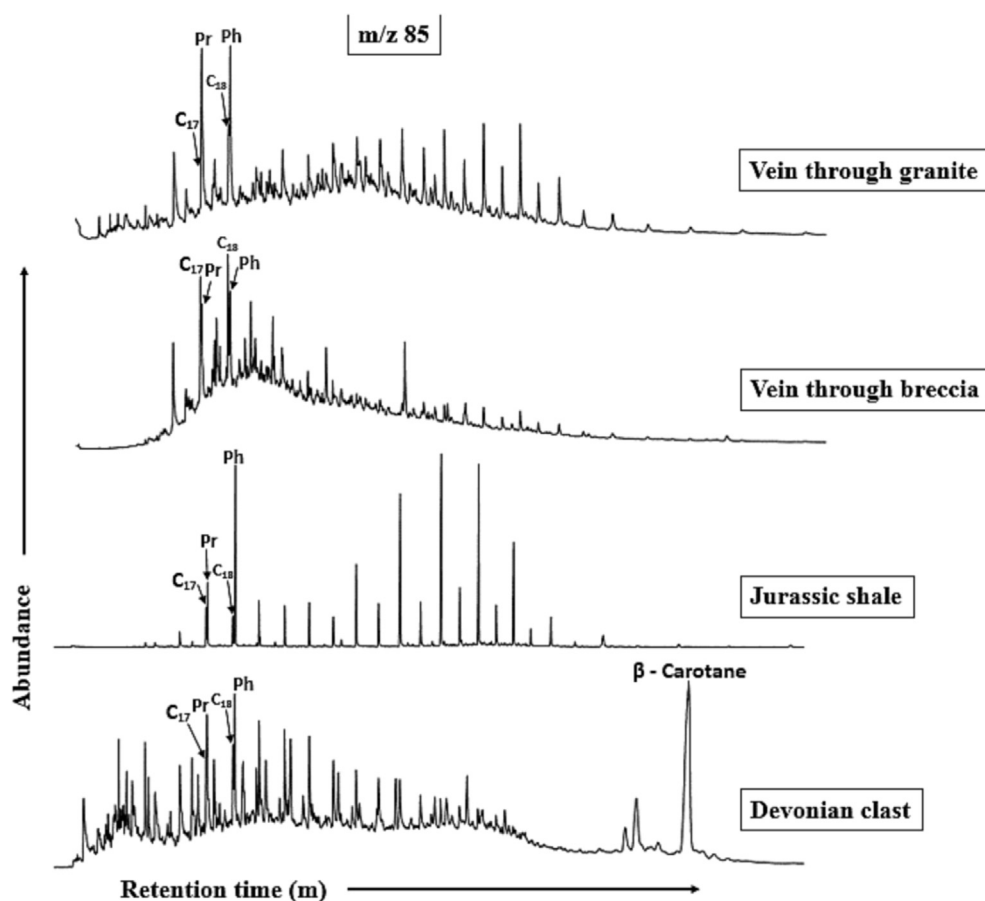 m/z 85
Pr
Ph
C₁₈
C₁₇
Vein through granite
C₁₈
C₁₇
Pr
Ph
Vein through breccia
Ph
Pr
C₁₇
C₁₈
Jurassic shale
β - Carotane
Ph
C₁₇
Pr
C₁₈
Devonian clast
Abundance
Retention time (m)